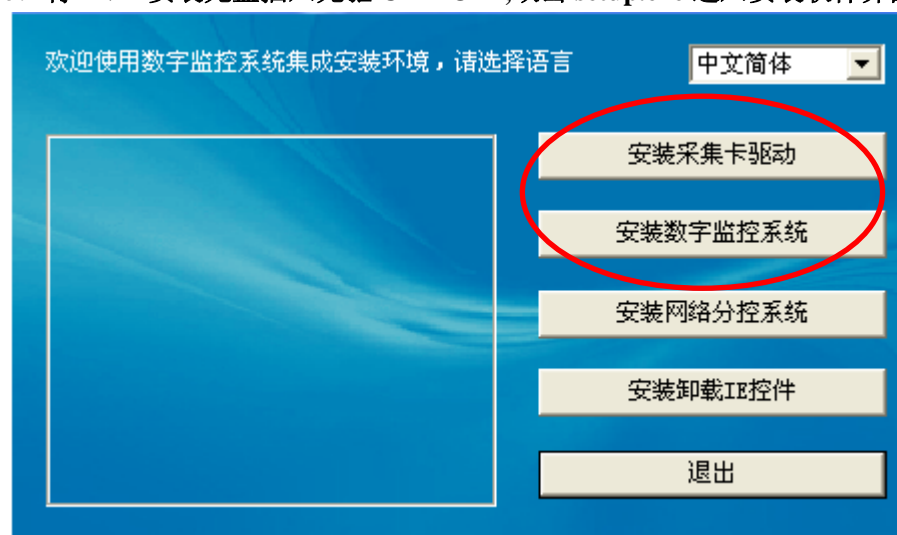 欢迎使用数字监控系统集成安装环境，请选择语言
中文简体
安装采集卡驱动
安装数字监控系统
安装网络分控系统
安装卸载IE控件
退出